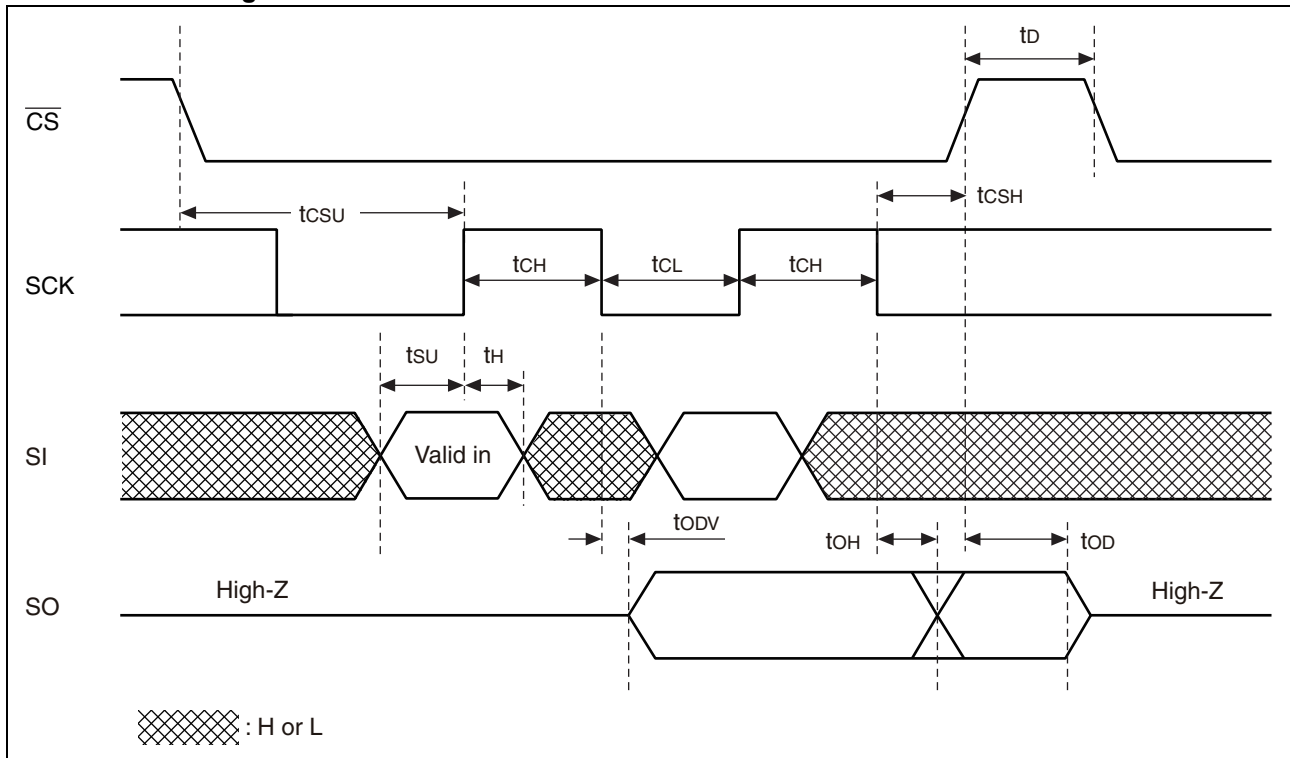 tD
CS
tCSU
tCSH
SCK
tCH
tCL
tCH
tSU
tH
SI
Valid in
tODV
tOH
tOD
SO
High-Z
High-Z
: H or L